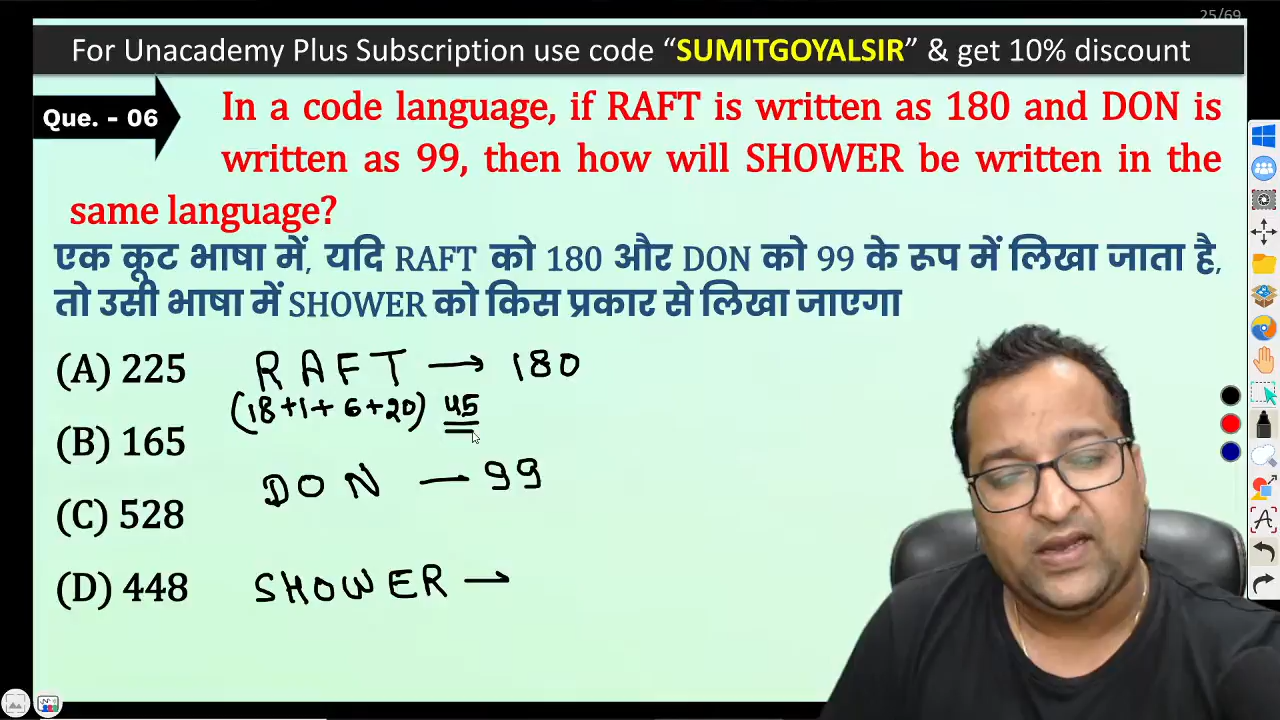 25/69
For Unacademy Plus Subscription use code “SUMITGOYALSIR” & get 10% discount
Que. - 06
In a code language, if RAFT is written as 180 and DON is
written as 99, then how will SHOWER be written in the
same language?
एक कूट भाषा में, यदि RAFT को 180 और DON को 99 के रूप में लिखा जाता है,
तो उसी भाषा में SHOWER को किस प्रकार से लिखा जाएगा
(A) 225
RAFT → 180
(18+1+6+20) 45
(B) 165
DON — 99
(C) 528
(D) 448
SHOWER →